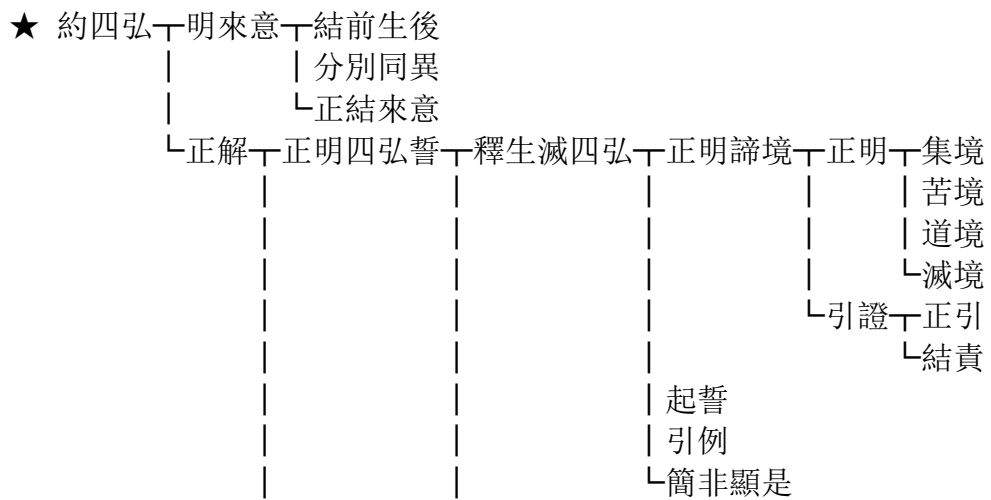 ★ 約四弘┬明來意┬結前生後
│ │分別同異
│ └正結來意
└正解┬正明四弘誓┬釋生滅四弘┬正明諦境┬正明┬集境
│ │ │ │ │苦境
│ │ │ │ │道境
│ │ │ │ └滅境
│ │ │ └引證┬正引
│ │ │ └結責
│ │ │起誓
│ │ │引例
│ │ └簡非顯是